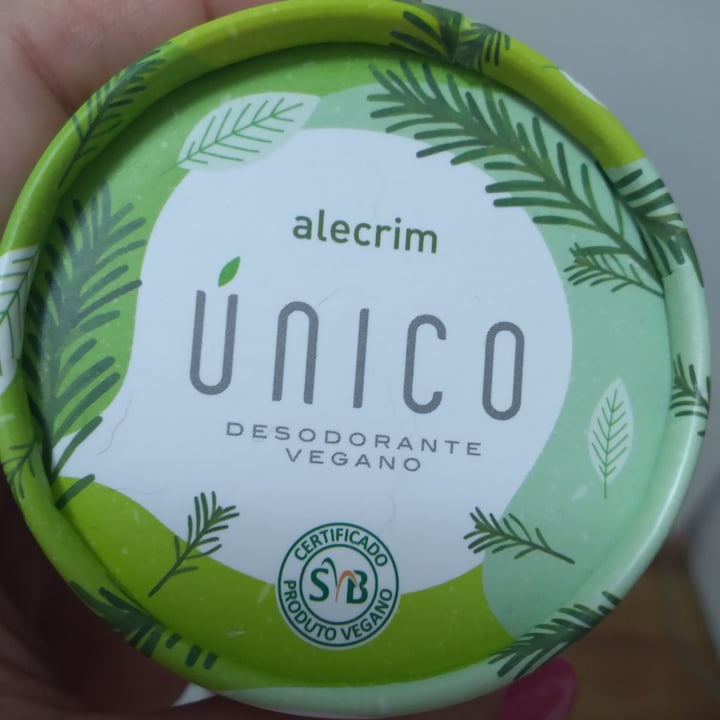 alecrim
ÚNICO
DESODORANTE
VEGANO
CERTIFICADO
SVB
PRODUTO VEGANO